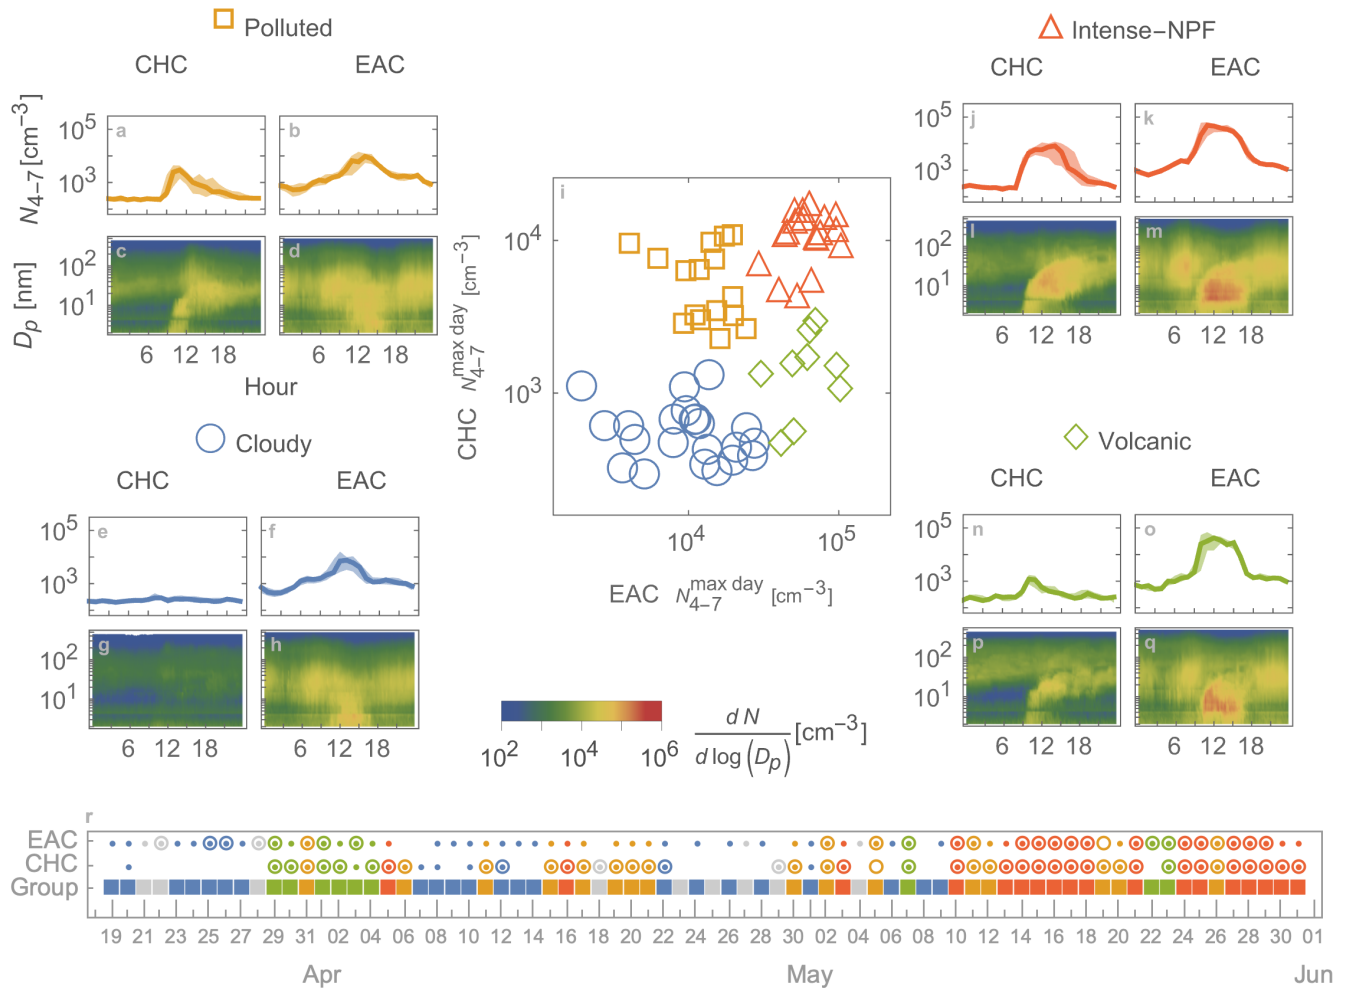 Polluted
CHC EAC
N4−7 [cm−3]
10^5
10^3
a
b
Dp [nm]
10^2
10^1
c
d
6 12 18 6 12 18
Hour
Intense−NPF
CHC EAC
10^5
10^3
j
k
10^2
10^1
l
m
6 12 18 6 12 18
i
CHC N4−7 max day [cm−3]
10^4
10^3
10^4 10^5
EAC N4−7 max day [cm−3]
Cloudy
CHC EAC
10^5
10^3
e
f
10^2
10^1
g
h
6 12 18 6 12 18
Volcanic
CHC EAC
10^5
10^3
n
o
10^2
10^1
p
q
6 12 18 6 12 18
10^2 10^4 10^6
d N / d log (Dp) [cm−3]
r
EAC
CHC
Group
19 21 23 25 27 29 31 02 04 06 08 10 12 14 16 18 20 22 24 26 28 30 02 04 06 08 10 12 14 16 18 20 22 24 26 28 30 01
Apr May Jun